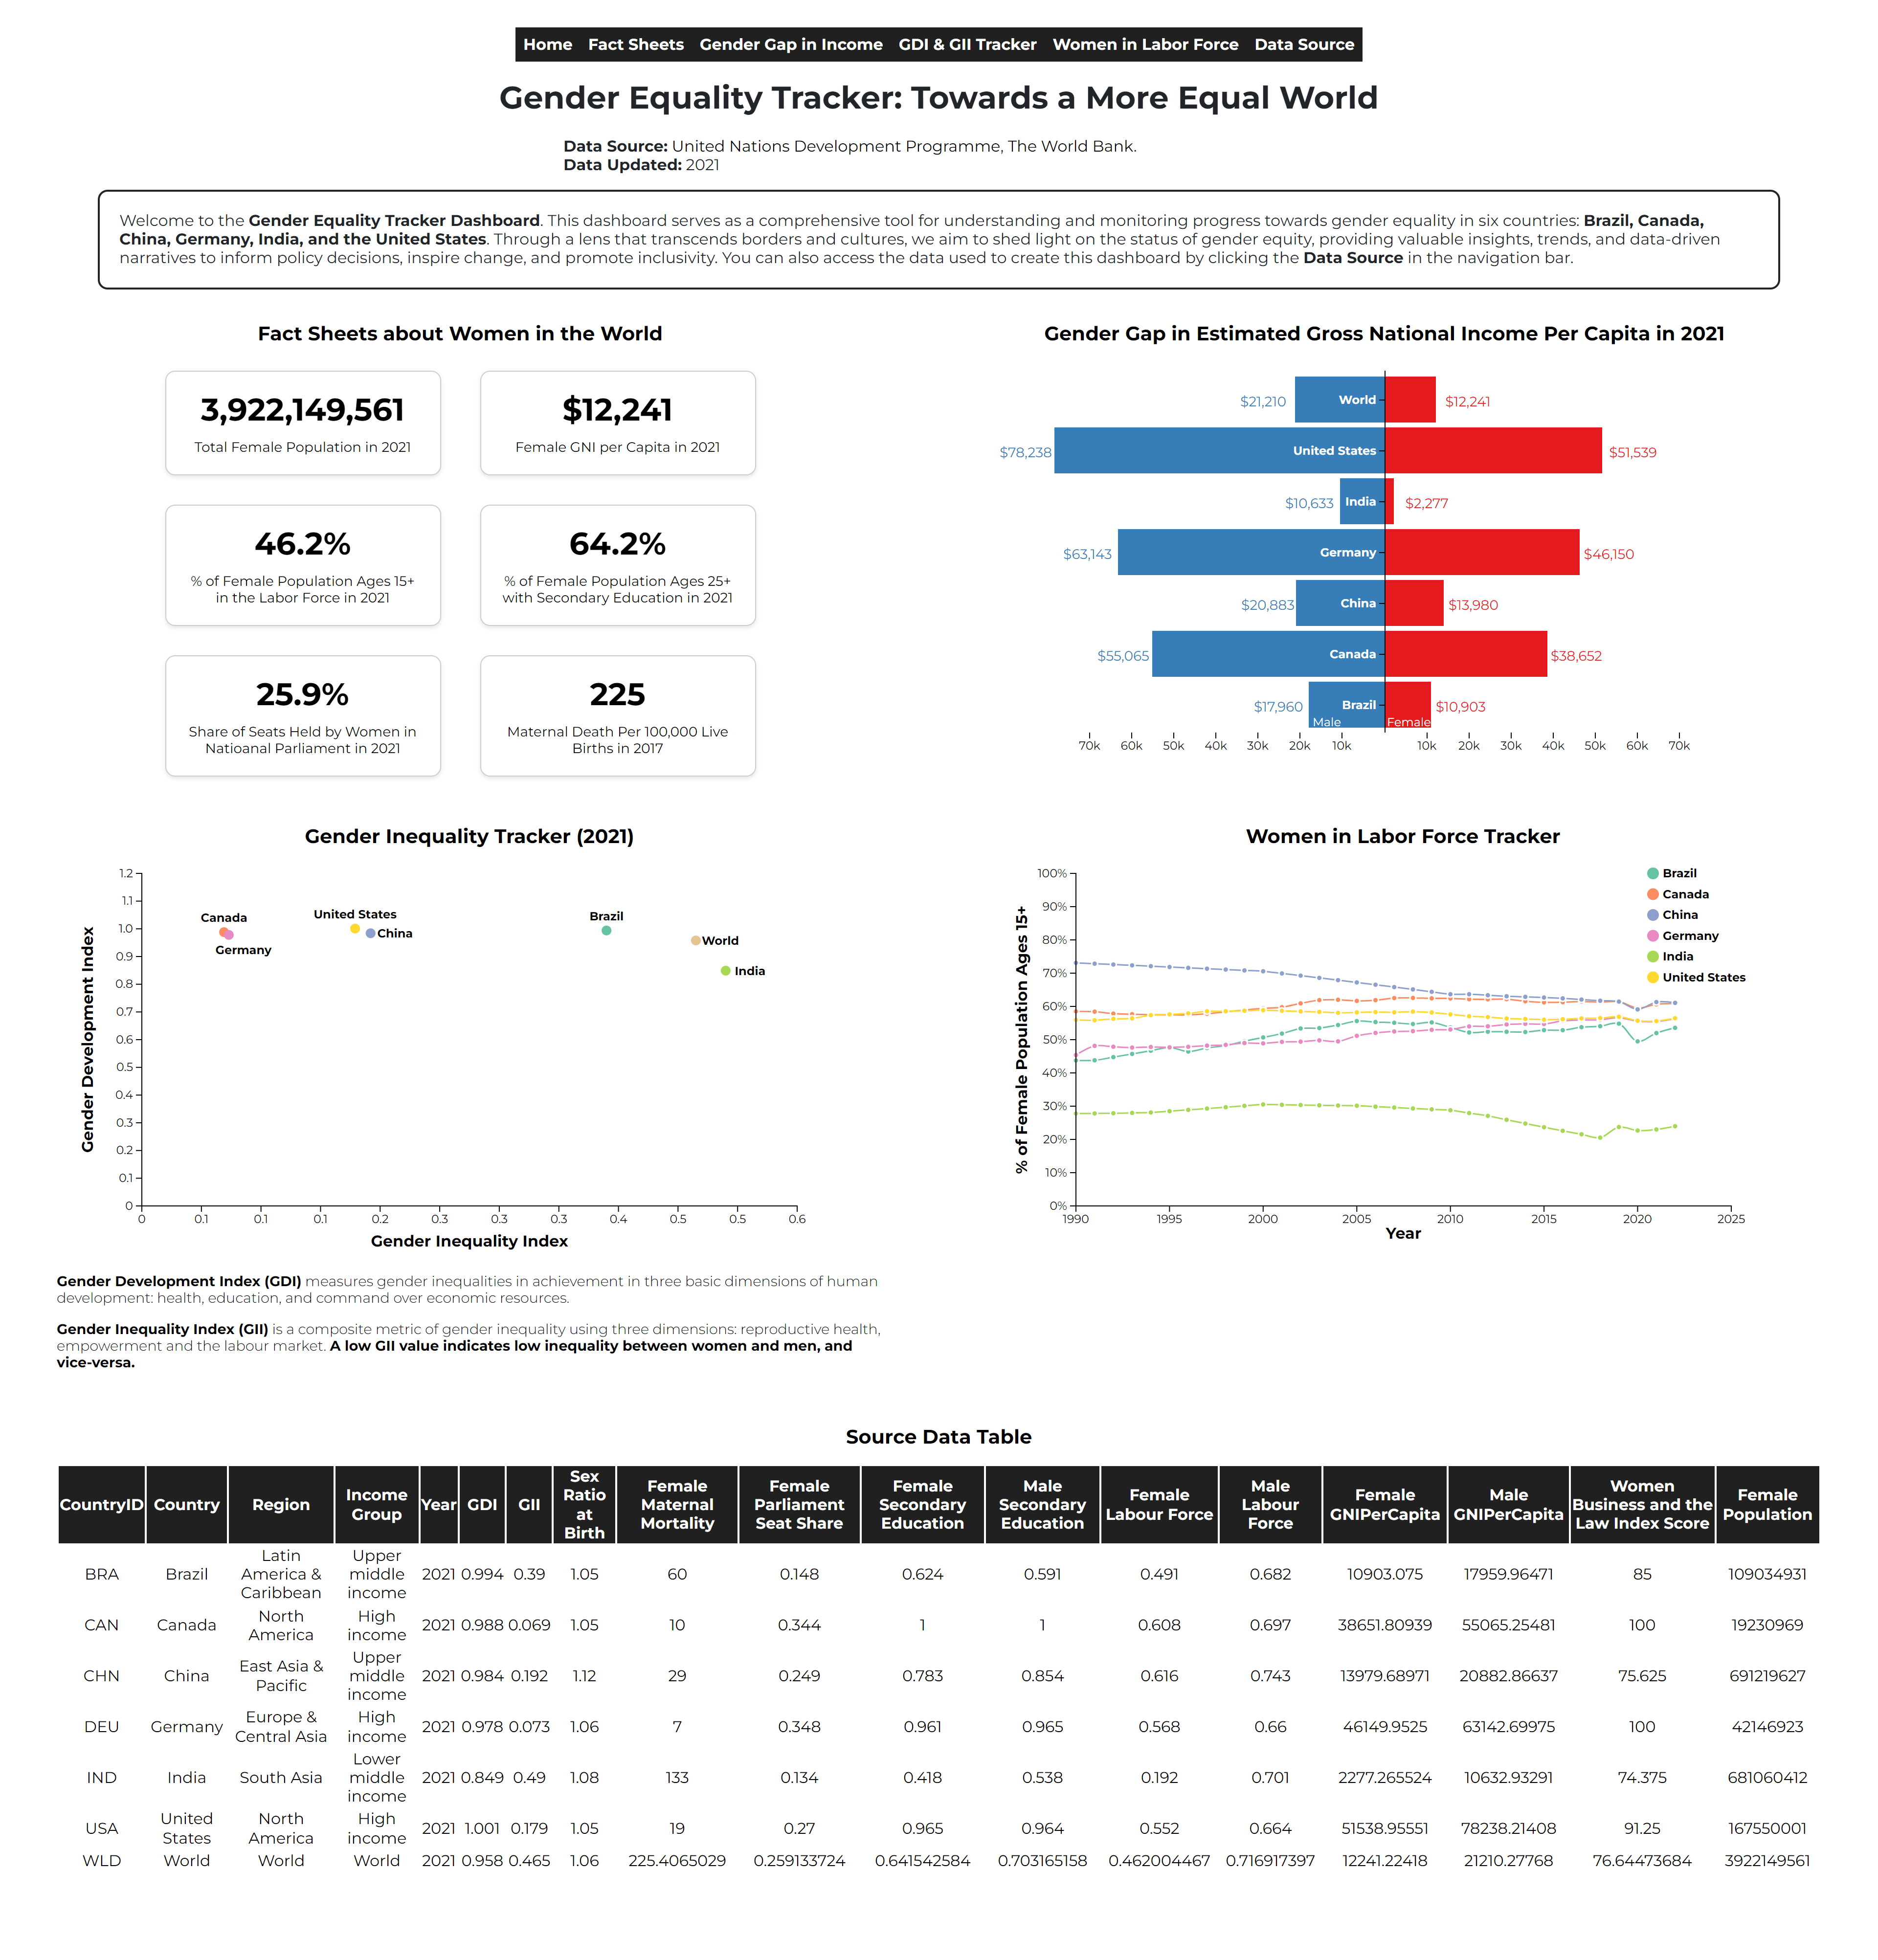 Home Fact Sheets Gender Gap in Income GDI & GII Tracker Women in Labor Force Data Source
Gender Equality Tracker: Towards a More Equal World
Data Source: United Nations Development Programme, The World Bank.
Data Updated: 2021
Welcome to the Gender Equality Tracker Dashboard. This dashboard serves as a comprehensive tool for understanding and monitoring progress towards gender equality in six countries: Brazil, Canada,
China, Germany, India, and the United States. Through a lens that transcends borders and cultures, we aim to shed light on the status of gender equity, providing valuable insights, trends, and data-driven
narratives to inform policy decisions, inspire change, and promote inclusivity. You can also access the data used to create this dashboard by clicking the Data Source in the navigation bar.
Fact Sheets about Women in the World
3,922,149,561
Total Female Population in 2021
$12,241
Female GNI per Capita in 2021
46.2%
% of Female Population Ages 15+
in the Labor Force in 2021
64.2%
% of Female Population Ages 25+
with Secondary Education in 2021
25.9%
Share of Seats Held by Women in
Natioanal Parliament in 2021
225
Maternal Death Per 100,000 Live
Births in 2017
Gender Gap in Estimated Gross National Income Per Capita in 2021
$21,210 World $12,241
$78,238 United States $51,539
$10,633 India $2,277
$63,143 Germany $46,150
$20,883 China $13,980
$55,065 Canada $38,652
$17,960 Brazil $10,903
Male Female
70k 60k 50k 40k 30k 20k 10k 10k 20k 30k 40k 50k 60k 70k
Gender Inequality Tracker (2021)
Gender Development Index
1.2
1.1
1.0
0.9
0.8
0.7
0.6
0.5
0.4
0.3
0.2
0.1
0
Canada
Germany
United States
China
Brazil
World
India
0 0.1 0.1 0.1 0.2 0.3 0.3 0.3 0.4 0.5 0.5 0.6
Gender Inequality Index
Women in Labor Force Tracker
% of Female Population Ages 15+
100%
90%
80%
70%
60%
50%
40%
30%
20%
10%
0%
Brazil
Canada
China
Germany
India
United States
1990 1995 2000 2005 2010 2015 2020 2025
Year
Gender Development Index (GDI) measures gender inequalities in achievement in three basic dimensions of human
development: health, education, and command over economic resources.
Gender Inequality Index (GII) is a composite metric of gender inequality using three dimensions: reproductive health,
empowerment and the labour market. A low GII value indicates low inequality between women and men, and
vice-versa.
Source Data Table
CountryID Country Region Income Group Year GDI GII Sex Ratio at Birth Female Maternal Mortality Female Parliament Seat Share Female Secondary Education Male Secondary Education Female Labour Force Male Labour Force Female GNIPerCapita Male GNIPerCapita Women Business and the Law Index Score Female Population
BRA Brazil Latin America & Caribbean Upper middle income 2021 0.994 0.39 1.05 60 0.148 0.624 0.591 0.491 0.682 10903.075 17959.96471 85 109034931
CAN Canada North America High income 2021 0.988 0.069 1.05 10 0.344 1 1 0.608 0.697 38651.80939 55065.25481 100 19230969
CHN China East Asia & Pacific Upper middle income 2021 0.984 0.192 1.12 29 0.249 0.783 0.854 0.616 0.743 13979.68971 20882.86637 75.625 691219627
DEU Germany Europe & Central Asia High income 2021 0.978 0.073 1.06 7 0.348 0.961 0.965 0.568 0.66 46149.9525 63142.69975 100 42146923
IND India South Asia Lower middle income 2021 0.849 0.49 1.08 133 0.134 0.418 0.538 0.192 0.701 2277.265524 10632.93291 74.375 681060412
USA United States North America High income 2021 1.001 0.179 1.05 19 0.27 0.965 0.964 0.552 0.664 51538.95551 78238.21408 91.25 167550001
WLD World World World 2021 0.958 0.465 1.06 225.4065029 0.259133724 0.641542584 0.703165158 0.462004467 0.716917397 12241.22418 21210.27768 76.64473684 3922149561